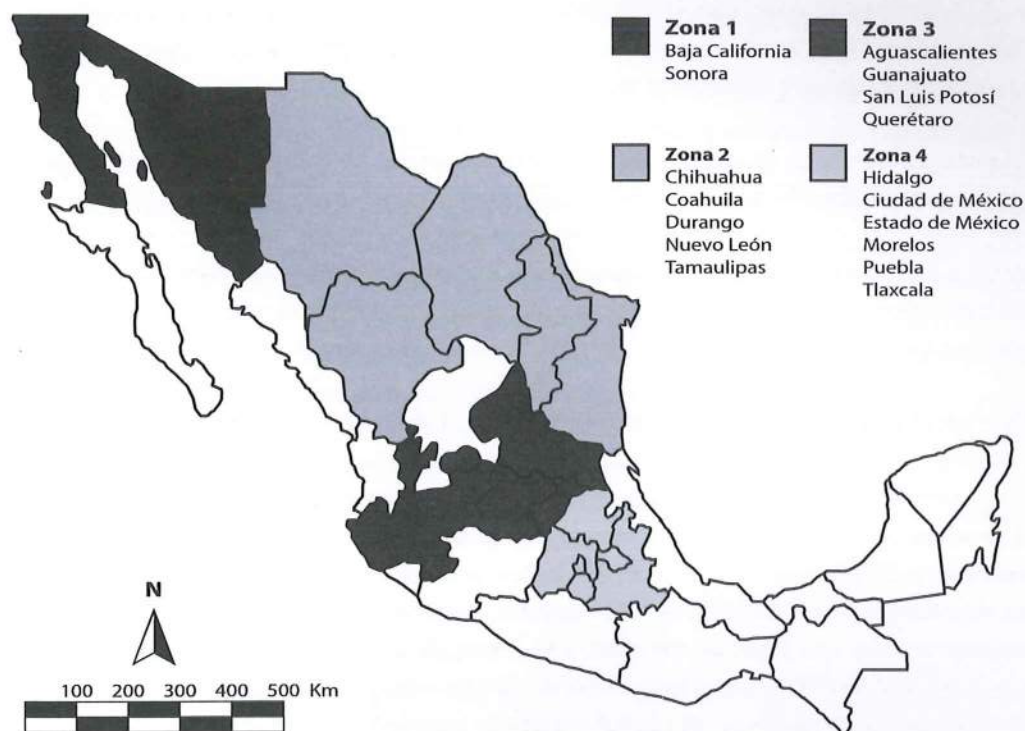 Zona 1
Baja California
Sonora
Zona 3
Aguascalientes
Guanajuato
San Luis Potosí
Querétaro
Zona 2
Chihuahua
Coahuila
Durango
Nuevo León
Tamaulipas
Zona 4
Hidalgo
Ciudad de México
Estado de México
Morelos
Puebla
Tlaxcala
N
100 200 300 400 500 Km